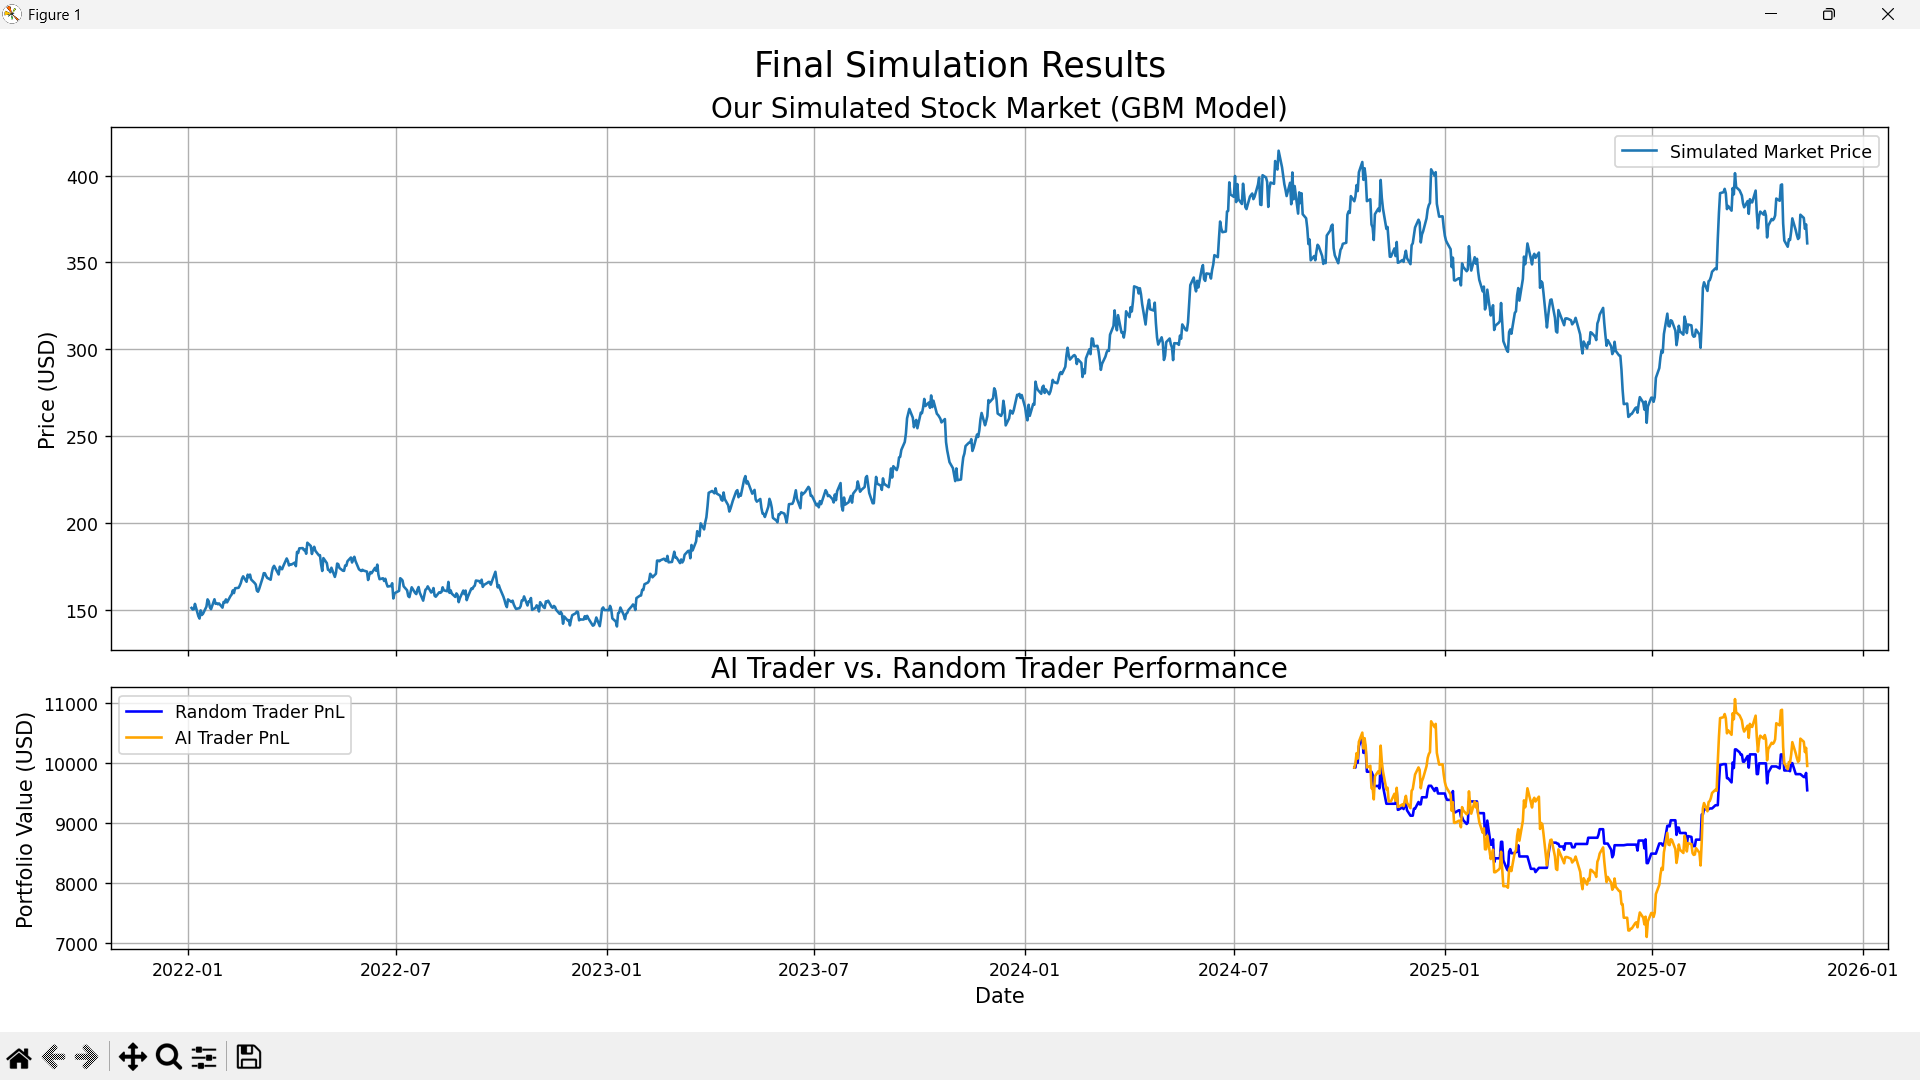 Figure 1
Final Simulation Results
Our Simulated Stock Market (GBM Model)
Simulated Market Price
400
350
300
250
200
150
Price (USD)
AI Trader vs. Random Trader Performance
Random Trader PnL
AI Trader PnL
11000
10000
9000
8000
7000
Portfolio Value (USD)
2022-01 2022-07 2023-01 2023-07 2024-01 2024-07 2025-01 2025-07 2026-01
Date